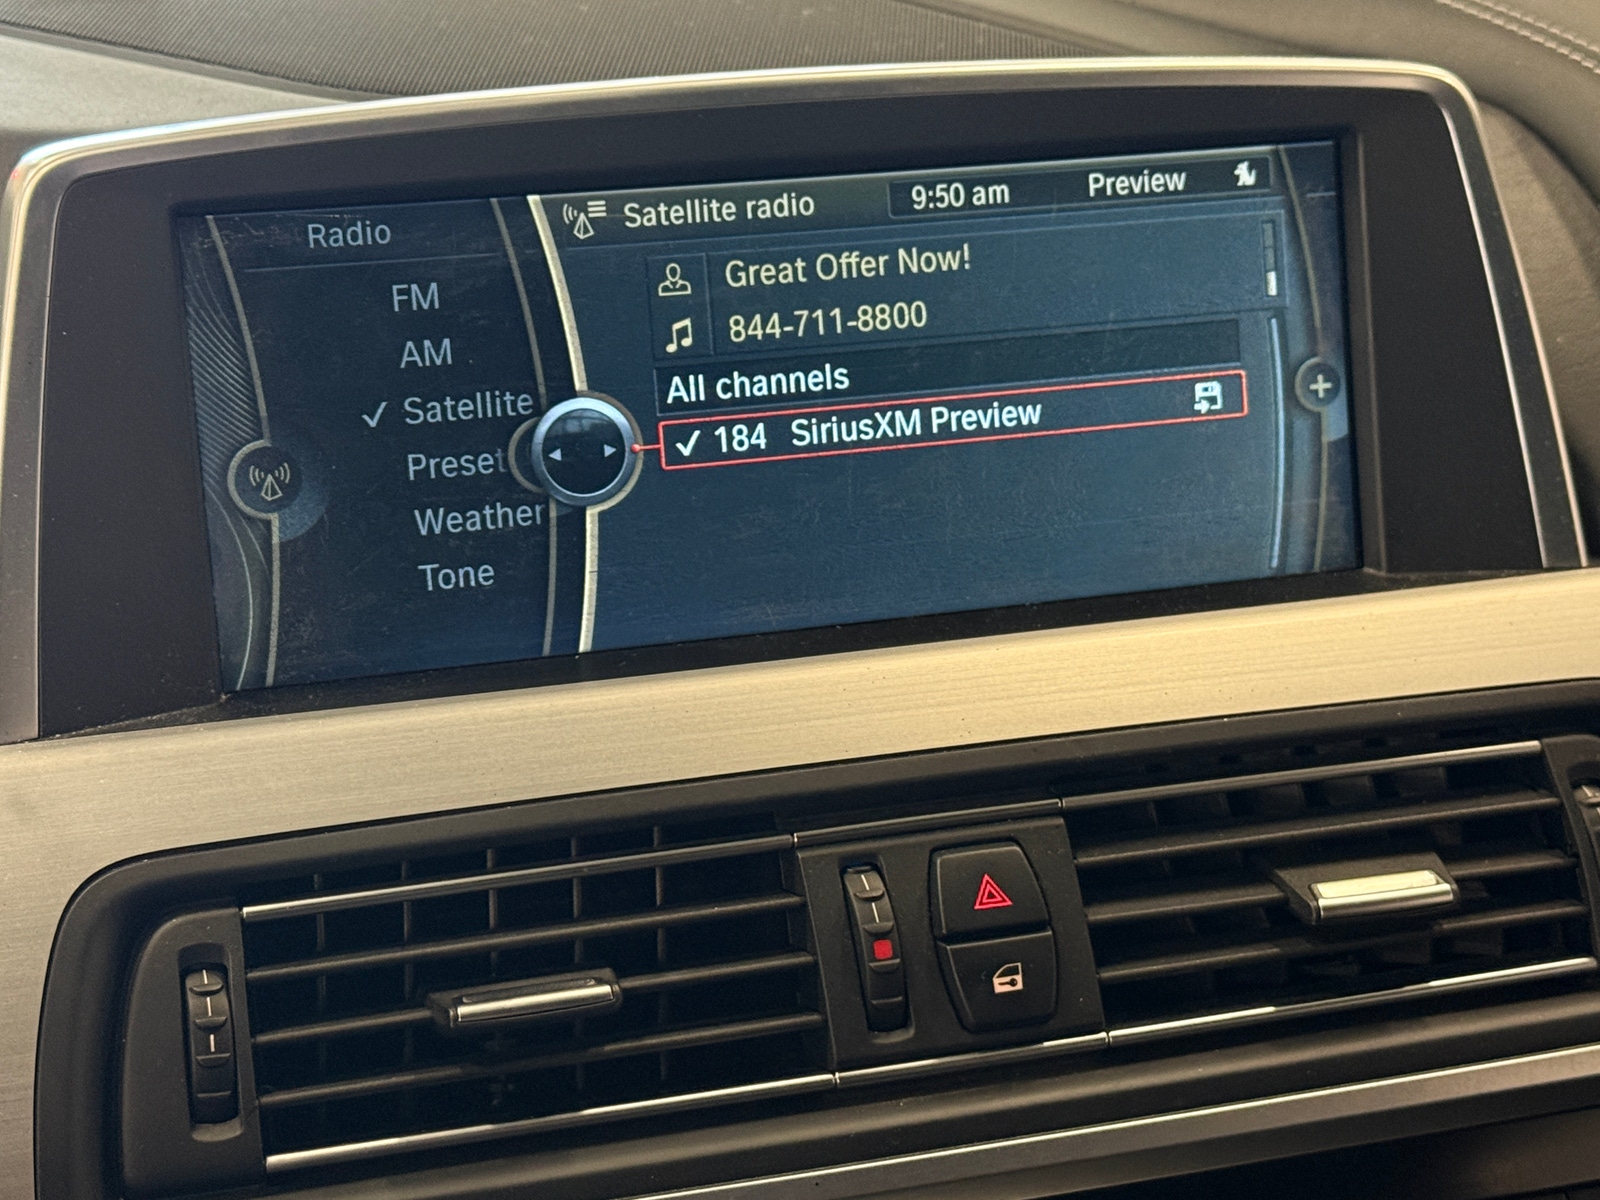 Radio
FM
AM
✓ Satellite
Preset
Weather
Tone
Satellite radio
9:50 am
Preview
Great Offer Now!
844-711-8800
All channels
✓ 184 SiriusXM Preview